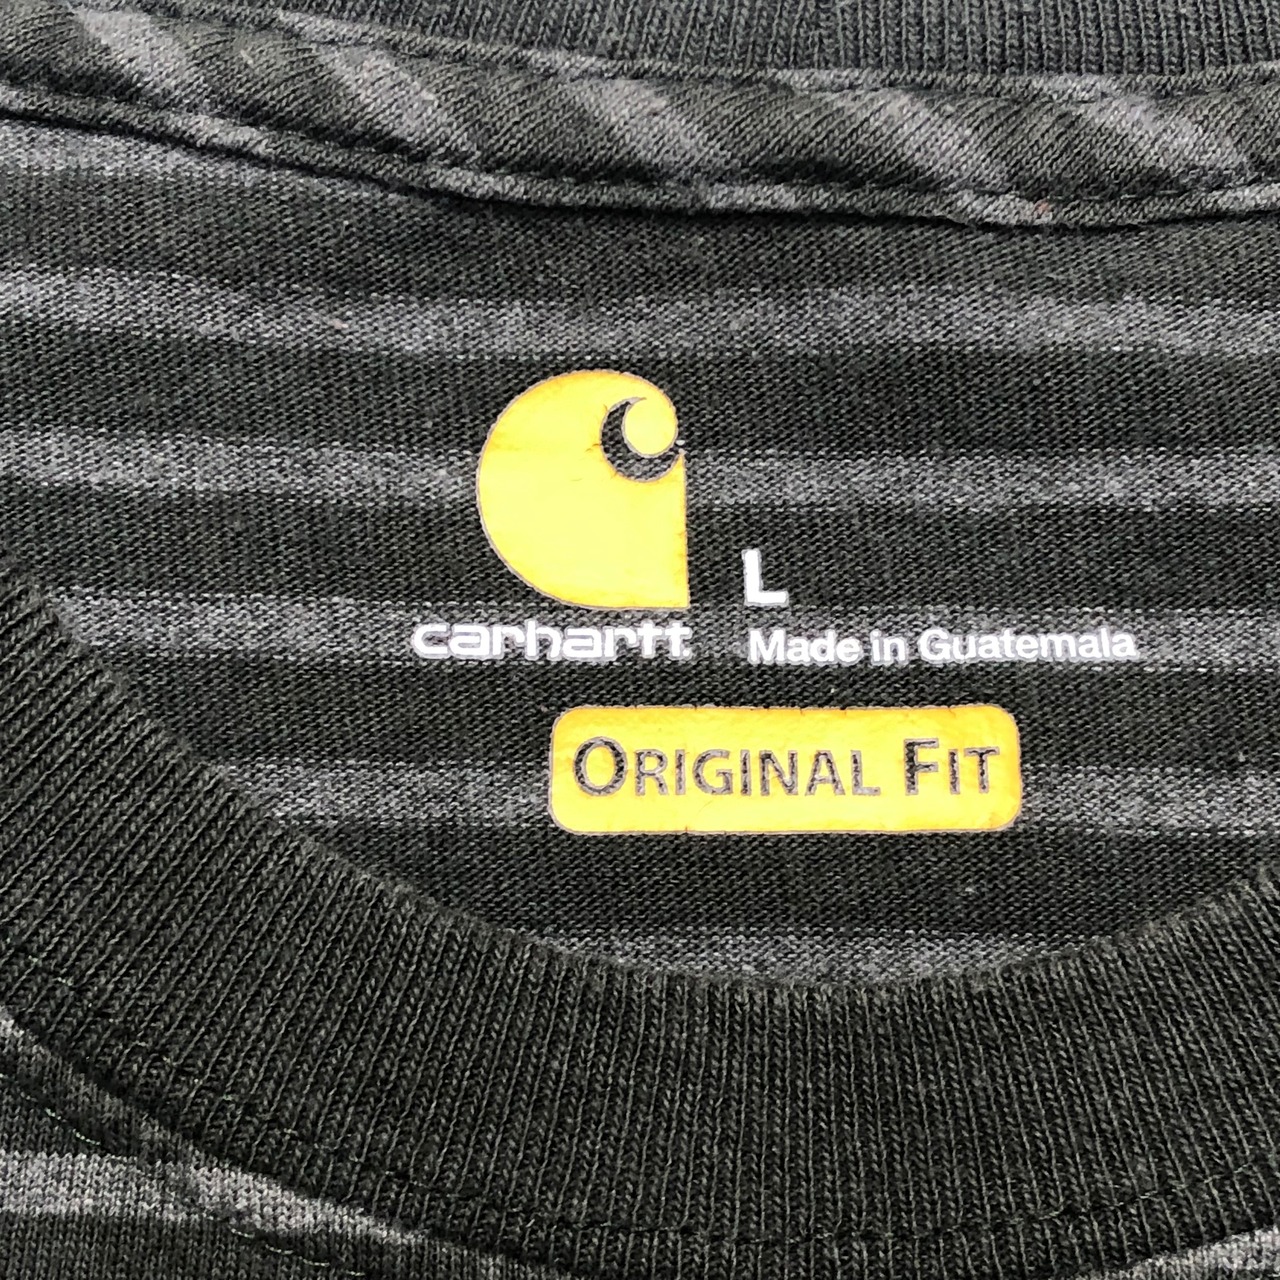 L
carhartt Made in Guatemala
ORIGINAL FIT